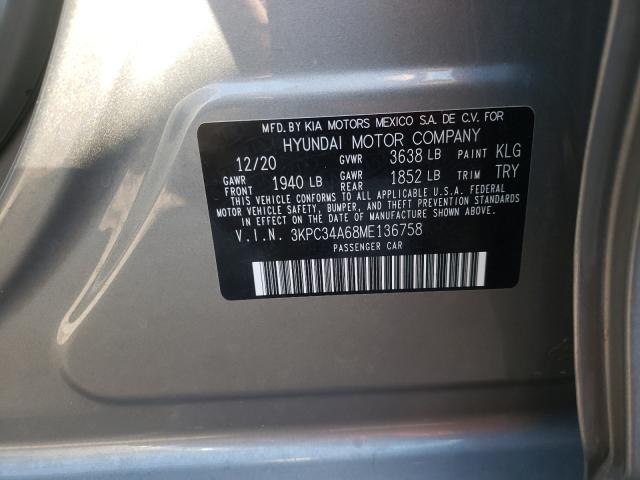 MFD. BY KIA MOTORS MEXICO S.A. DE C.V. FOR
HYUNDAI MOTOR COMPANY
12/20 GVWR 3638 LB PAINT KLG
GAWR FRONT 1940 LB GAWR REAR 1852 LB TRIM TRY
THIS VEHICLE CONFORMS TO ALL APPLICABLE U.S.A. FEDERAL
MOTOR VEHICLE SAFETY, BUMPER, AND THEFT PREVENTION STANDARDS
IN EFFECT ON THE DATE OF MANUFACTURE SHOWN ABOVE.
V.I.N. 3KPC34A68ME136758
PASSENGER CAR